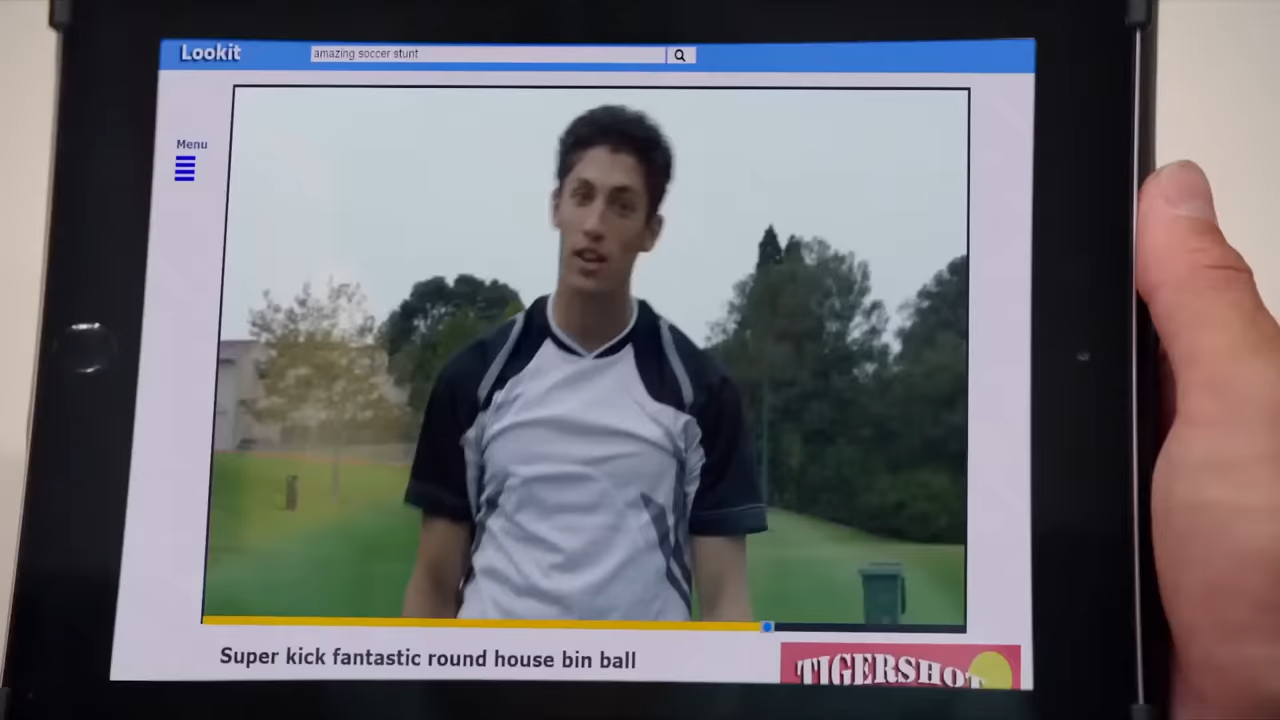 Lookit
amazing soccer stunt
Menu
Super kick fantastic round house bin ball
TIGERSHOT